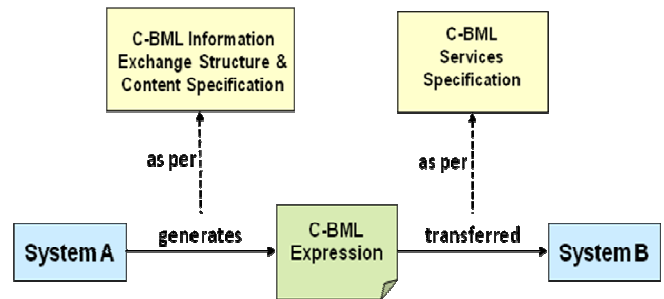 C-BML Information
Exchange Structure &
Content Specification
C-BML
Services
Specification
as per
as per
System A
generates
C-BML
Expression
transferred
System B